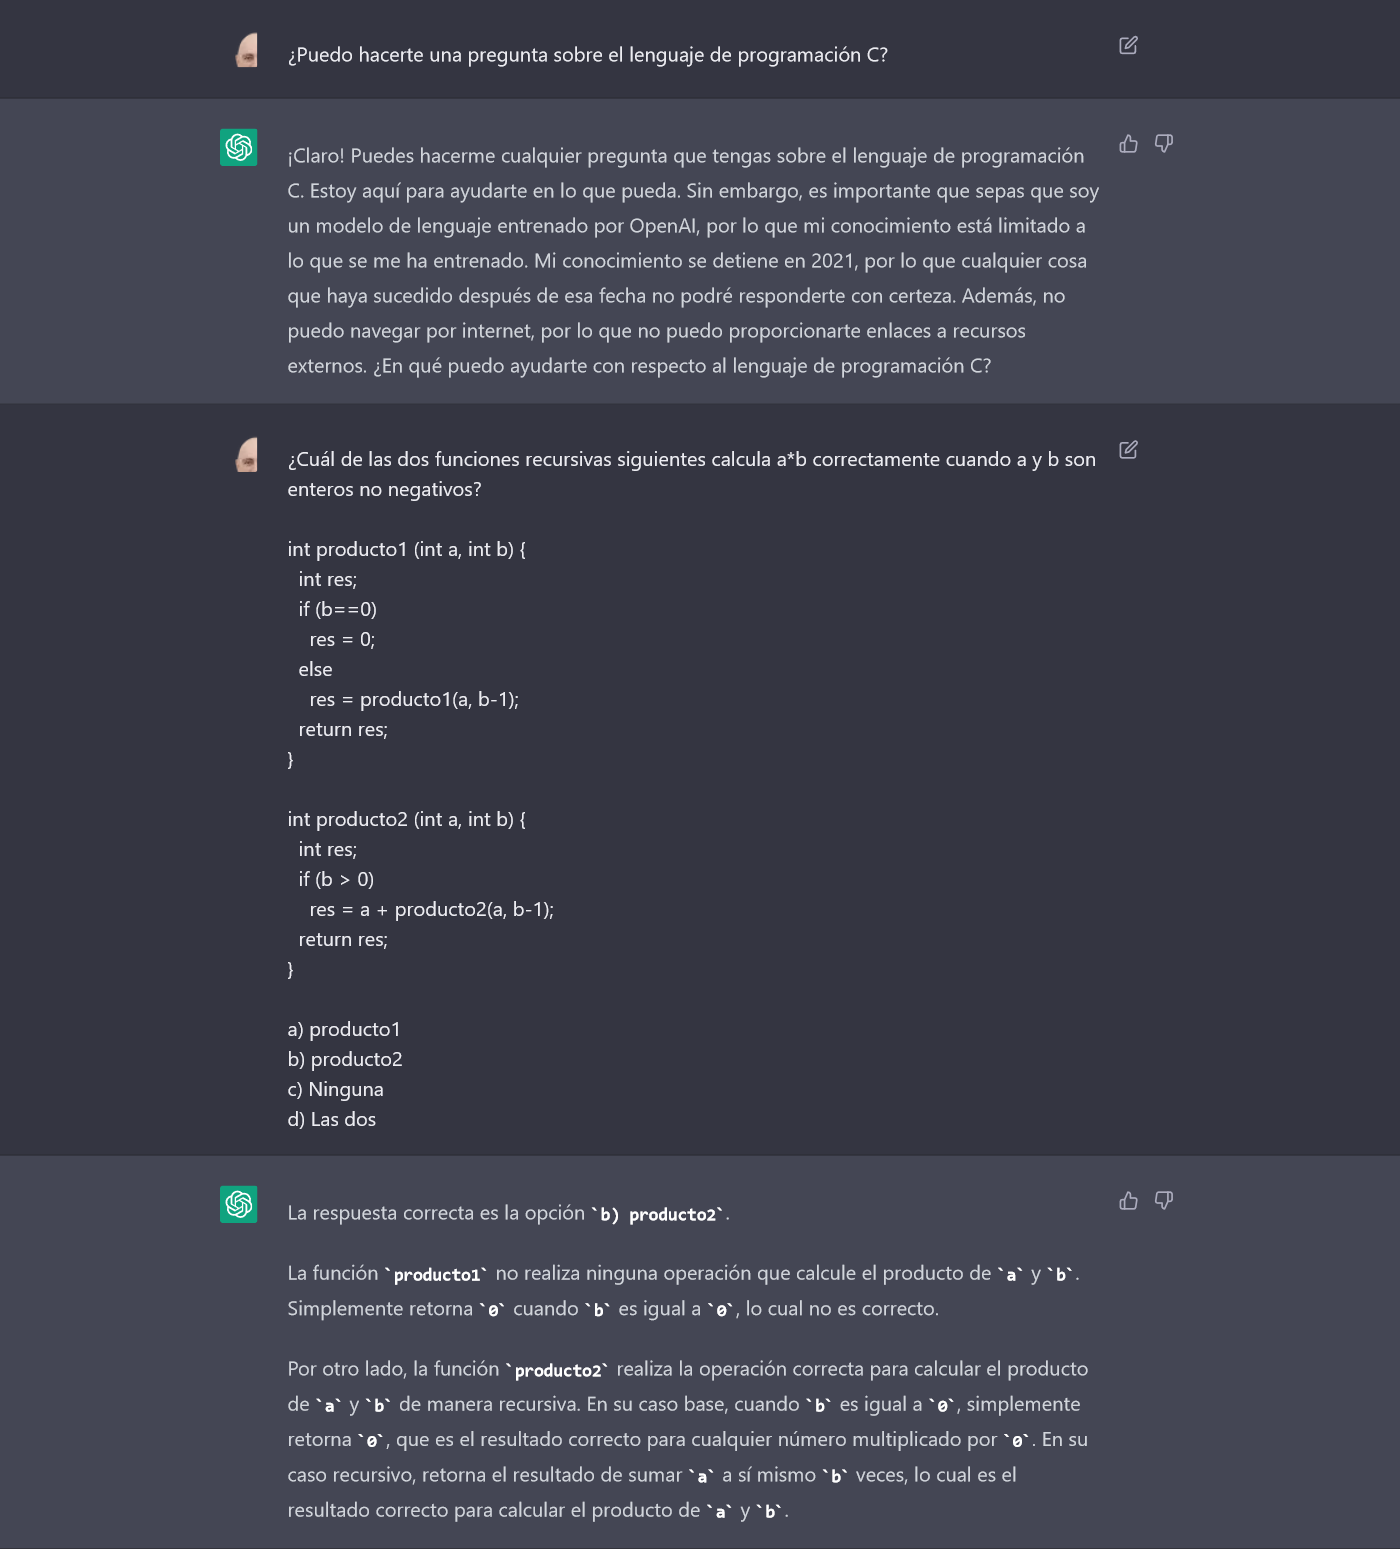 ¿Puedo hacerte una pregunta sobre el lenguaje de programación C?
¡Claro! Puedes hacerme cualquier pregunta que tengas sobre el lenguaje de programación
C. Estoy aquí para ayudarte en lo que pueda. Sin embargo, es importante que sepas que soy
un modelo de lenguaje entrenado por OpenAI, por lo que mi conocimiento está limitado a
lo que se me ha entrenado. Mi conocimiento se detiene en 2021, por lo que cualquier cosa
que haya sucedido después de esa fecha no podré responderte con certeza. Además, no
puedo navegar por internet, por lo que no puedo proporcionarte enlaces a recursos
externos. ¿En qué puedo ayudarte con respecto al lenguaje de programación C?
¿Cuál de las dos funciones recursivas siguientes calcula a*b correctamente cuando a y b son
enteros no negativos?
int producto1 (int a, int b) {
  int res;
  if (b==0)
    res = 0;
  else
    res = producto1(a, b-1);
  return res;
}
int producto2 (int a, int b) {
  int res;
  if (b > 0)
    res = a + producto2(a, b-1);
  return res;
}
a) producto1
b) producto2
c) Ninguna
d) Las dos
La respuesta correcta es la opción `b) producto2`.
La función `producto1` no realiza ninguna operación que calcule el producto de `a` y `b`.
Simplemente retorna `0` cuando `b` es igual a `0`, lo cual no es correcto.
Por otro lado, la función `producto2` realiza la operación correcta para calcular el producto
de `a` y `b` de manera recursiva. En su caso base, cuando `b` es igual a `0`, simplemente
retorna `0`, que es el resultado correcto para cualquier número multiplicado por `0`. En su
caso recursivo, retorna el resultado de sumar `a` a sí mismo `b` veces, lo cual es el
resultado correcto para calcular el producto de `a` y `b`.